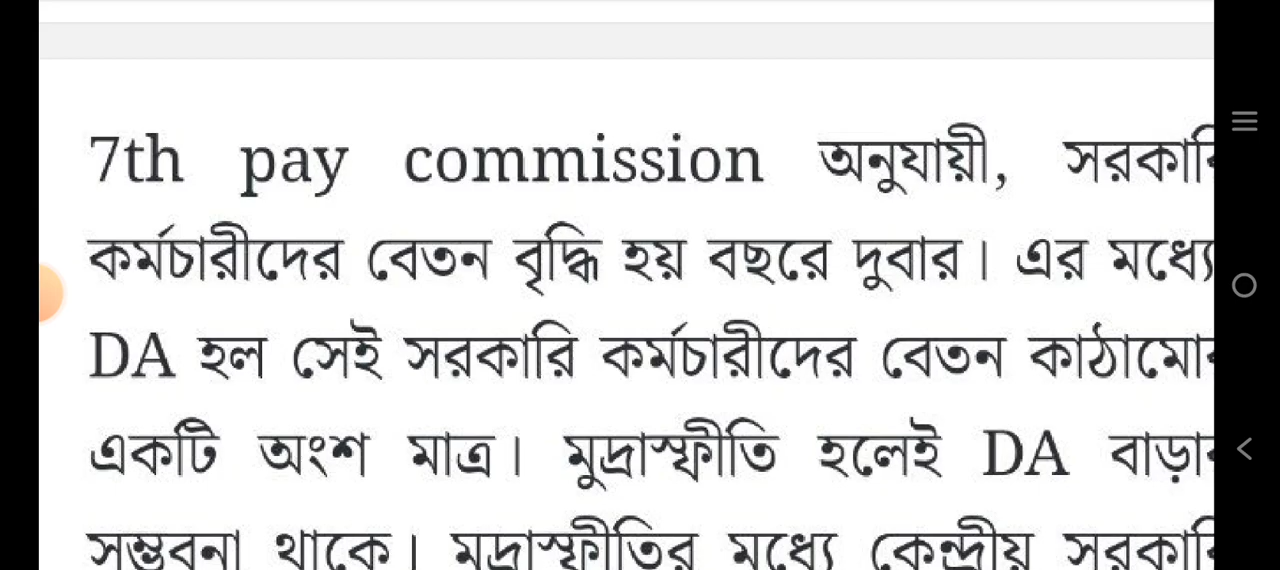 7th pay commission অনুযায়ী, সরকারি
কর্মচারীদের বেতন বৃদ্ধি হয় বছরে দুবার। এর মধ্যে
DA হল সেই সরকারি কর্মচারীদের বেতন কাঠামোর
একটি অংশ মাত্র। মুদ্রাস্ফীতি হলেই DA বাড়ার
সম্ভবনা থাকে। মুদ্রাস্ফীতির মধ্যে কেন্দ্রীয় সরকারি